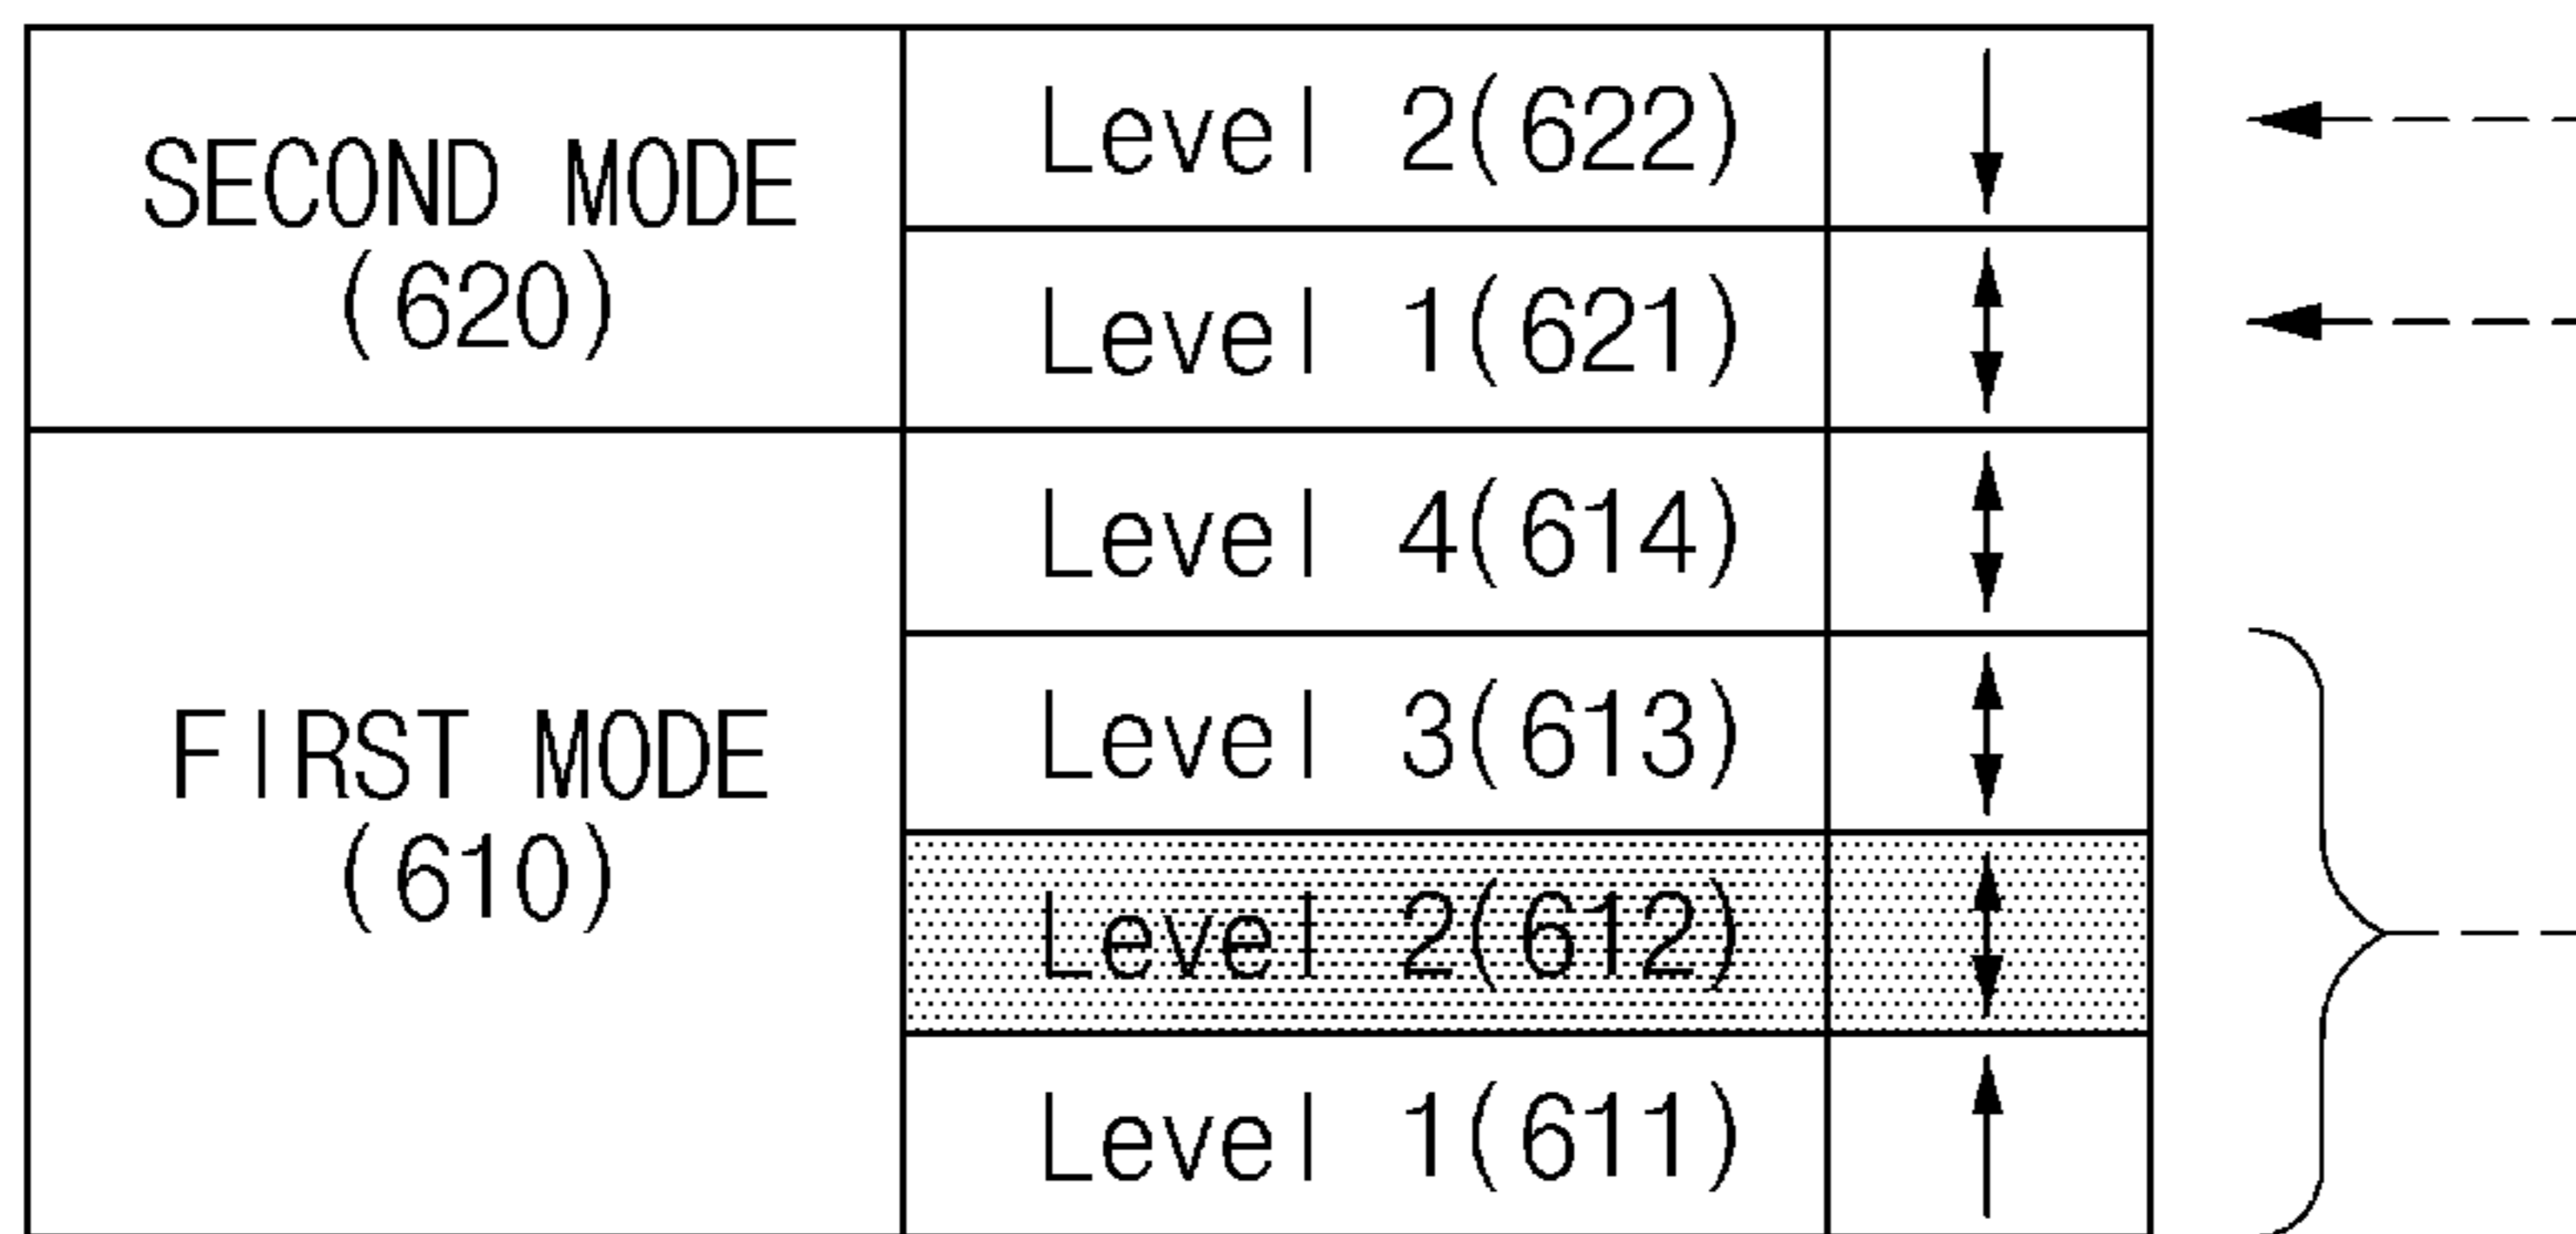 SECOND MODE
(620)
Level 2(622)
Level 1(621)
FIRST MODE
(610)
Level 4(614)
Level 3(613)
Level 2(612)
Level 1(611)